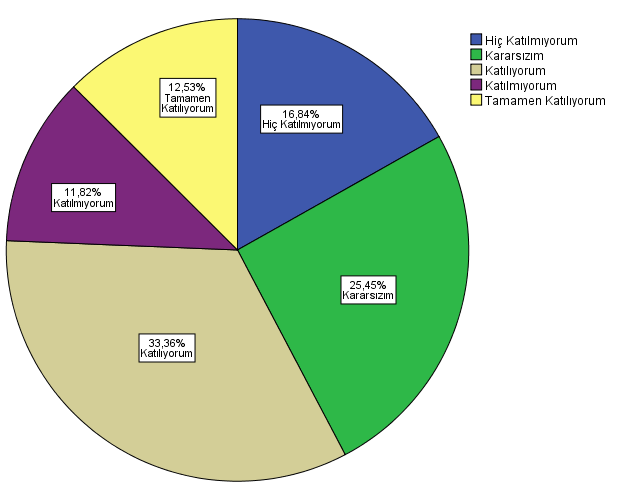 Hiç Katılmıyorum
Kararsızım
Katılıyorum
Katılmıyorum
Tamamen Katılıyorum
12,53%
Tamamen
Katılıyorum
16,84%
Hiç Katılmıyorum
11,82%
Katılmıyorum
25,45%
Kararsızım
33,36%
Katılıyorum